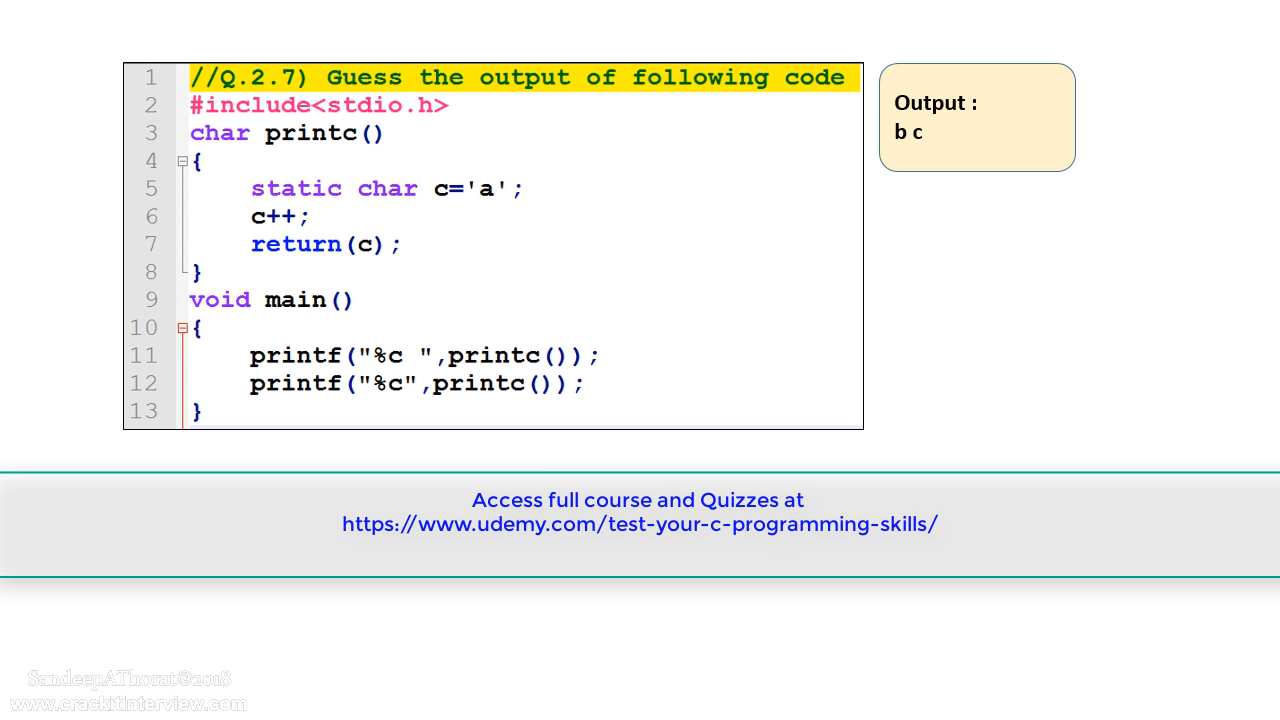 1 //Q.2.7) Guess the output of following code
2 #include<stdio.h>
3 char printc()
4 {
5 static char c='a';
6 c++;
7 return(c);
8 }
9 void main()
10 {
11 printf("%c ",printc());
12 printf("%c",printc());
13 }
Output :
b c
Access full course and Quizzes at
https://www.udemy.com/test-your-c-programming-skills/
SandeepAThorat©2018
www.crackitinterview.com